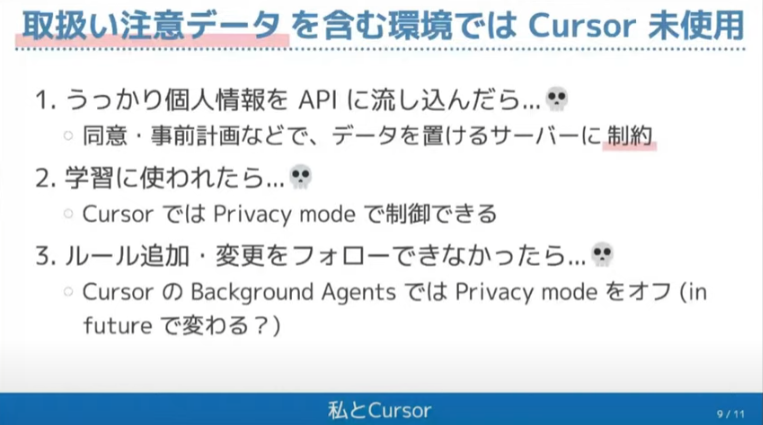 取扱い注意データ を含む環境では Cursor 未使用
1. うっかり個人情報を API に流し込んだら...💀
○ 同意・事前計画などで、データを置けるサーバーに 制約
2. 学習に使われたら...💀
○ Cursor では Privacy mode で制御できる
3. ルール追加・変更をフォローできなかったら...💀
○ Cursor の Background Agents では Privacy mode をオフ (in
future で変わる？)
私とCursor
9 / 11